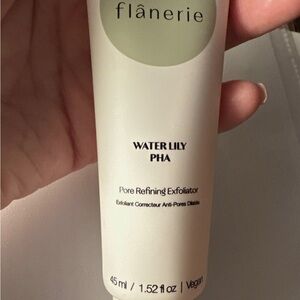 flânerie
WATER LILY
PHA
Pore Refining Exfoliator
Exfoliant Correcteur Anti-Pores Dilatés
45 ml / 1.52 fl oz | Vegan